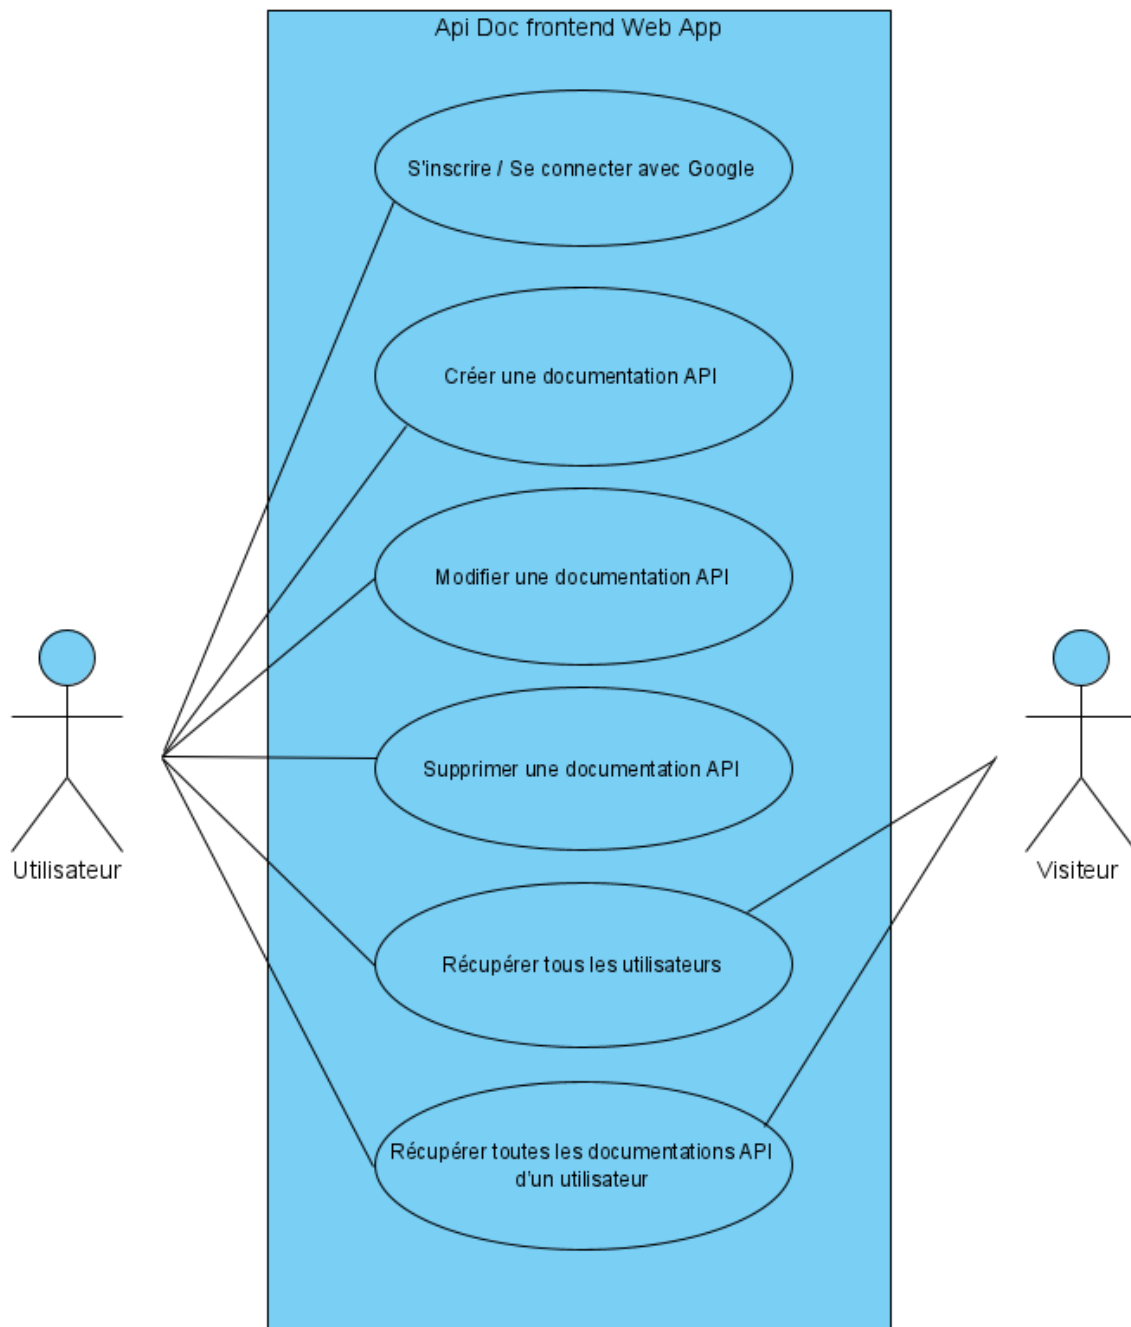 Api Doc frontend Web App
S'inscrire / Se connecter avec Google
Créer une documentation API
Modifier une documentation API
Supprimer une documentation API
Utilisateur
Visiteur
Récupérer tous les utilisateurs
Récupérer toutes les documentations API
d'un utilisateur